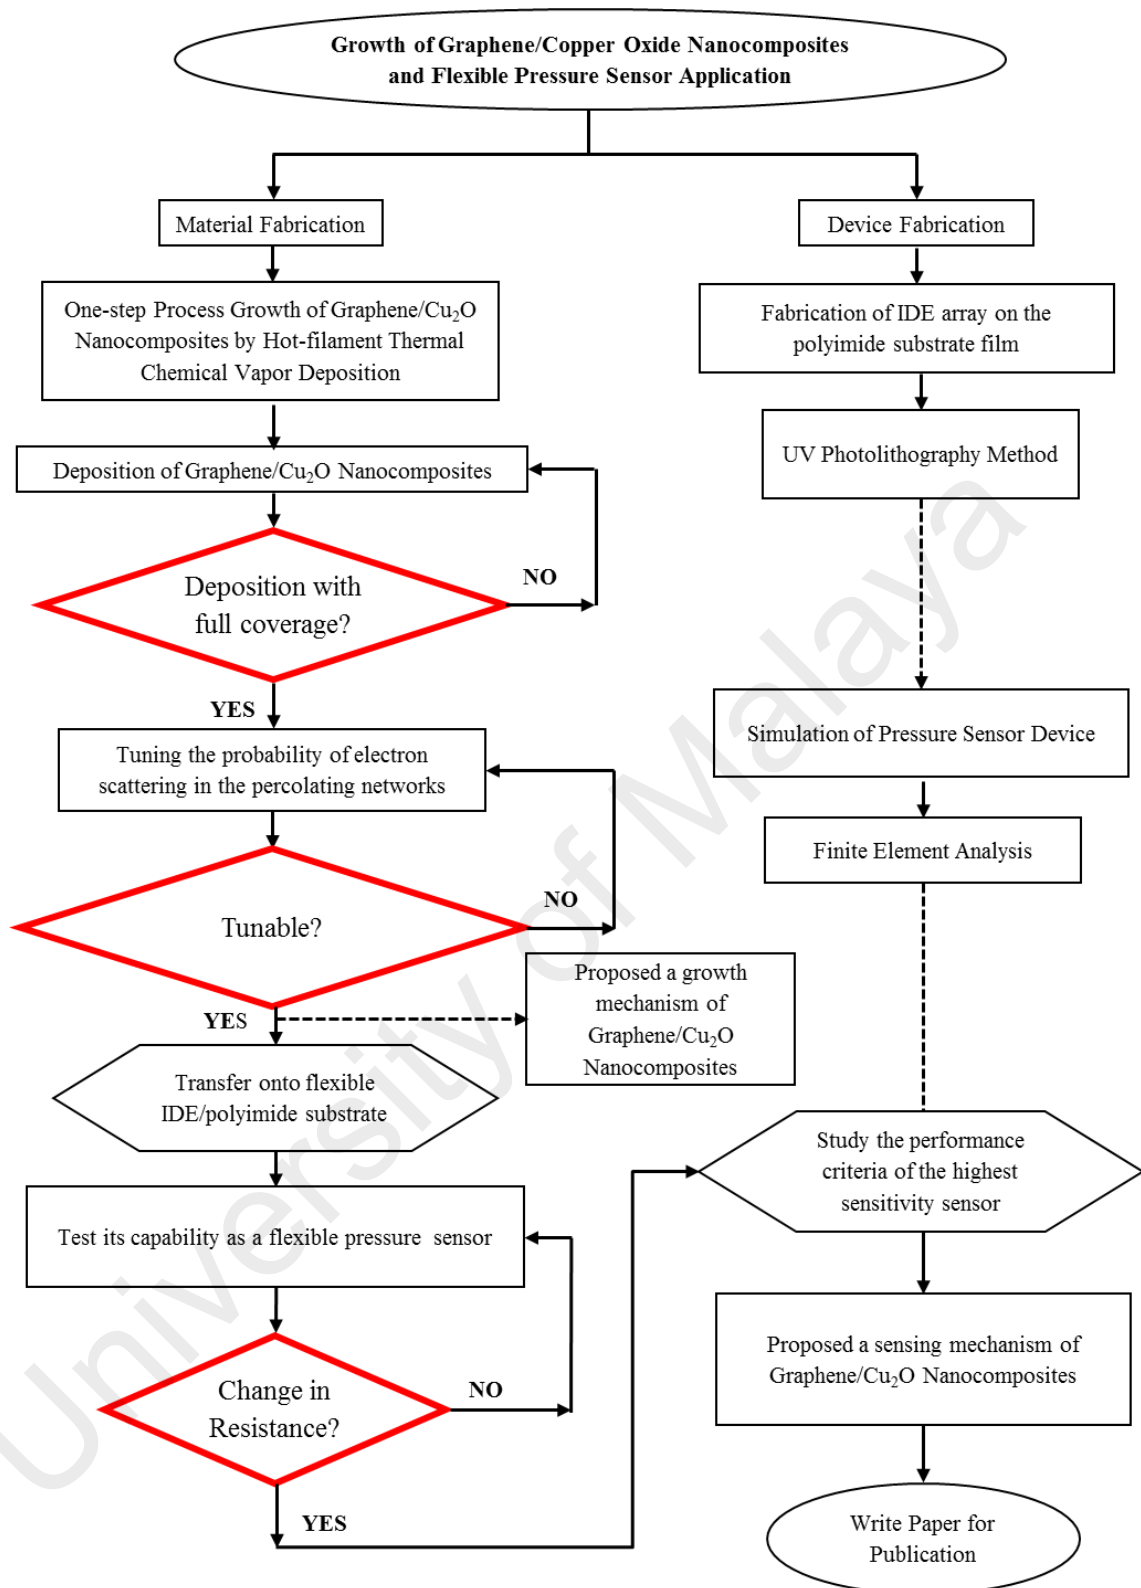 Growth of Graphene/Copper Oxide Nanocomposites
and Flexible Pressure Sensor Application
Material Fabrication
One-step Process Growth of Graphene/Cu₂O
Nanocomposites by Hot-filament Thermal
Chemical Vapor Deposition
Deposition of Graphene/Cu₂O Nanocomposites
Deposition with
full coverage?
NO
YES
Tuning the probability of electron
scattering in the percolating networks
Tunable?
NO
YES
Proposed a growth
mechanism of
Graphene/Cu₂O
Nanocomposites
Transfer onto flexible
IDE/polyimide substrate
Test its capability as a flexible pressure sensor
Change in
Resistance?
NO
YES
Device Fabrication
Fabrication of IDE array on the
polyimide substrate film
UV Photolithography Method
Simulation of Pressure Sensor Device
Finite Element Analysis
Study the performance
criteria of the highest
sensitivity sensor
Proposed a sensing mechanism of
Graphene/Cu₂O Nanocomposites
Write Paper for
Publication
University of Malaya